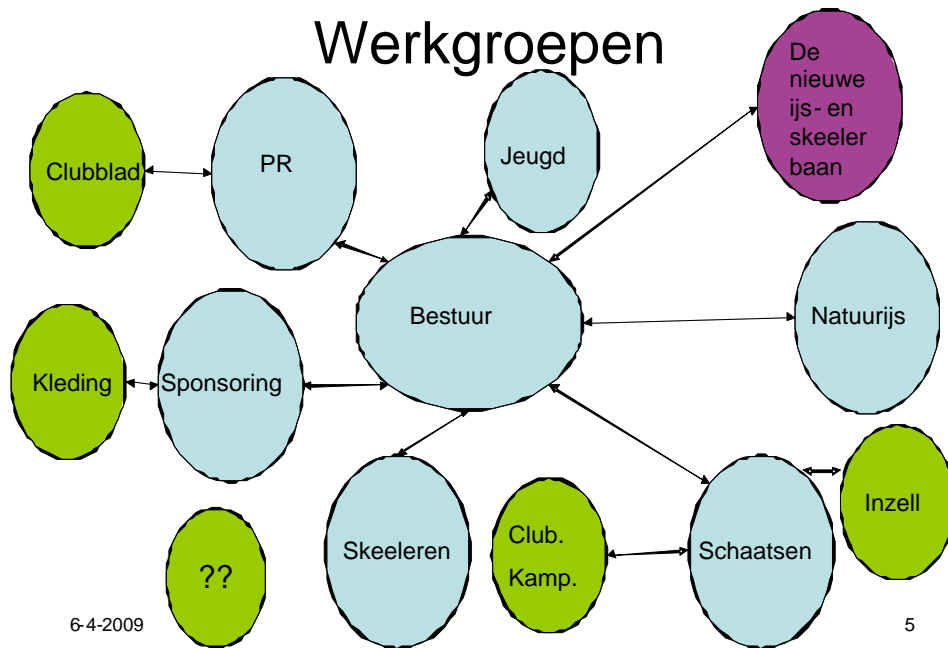 Werkgroepen
De
nieuwe
ijs- en
skeeler
baan
Clubblad
PR
Jeugd
Bestuur
Natuurijs
Kleding
Sponsoring
Inzell
Skeeleren
Club.
Kamp.
Schaatsen
??
6-4-2009
5